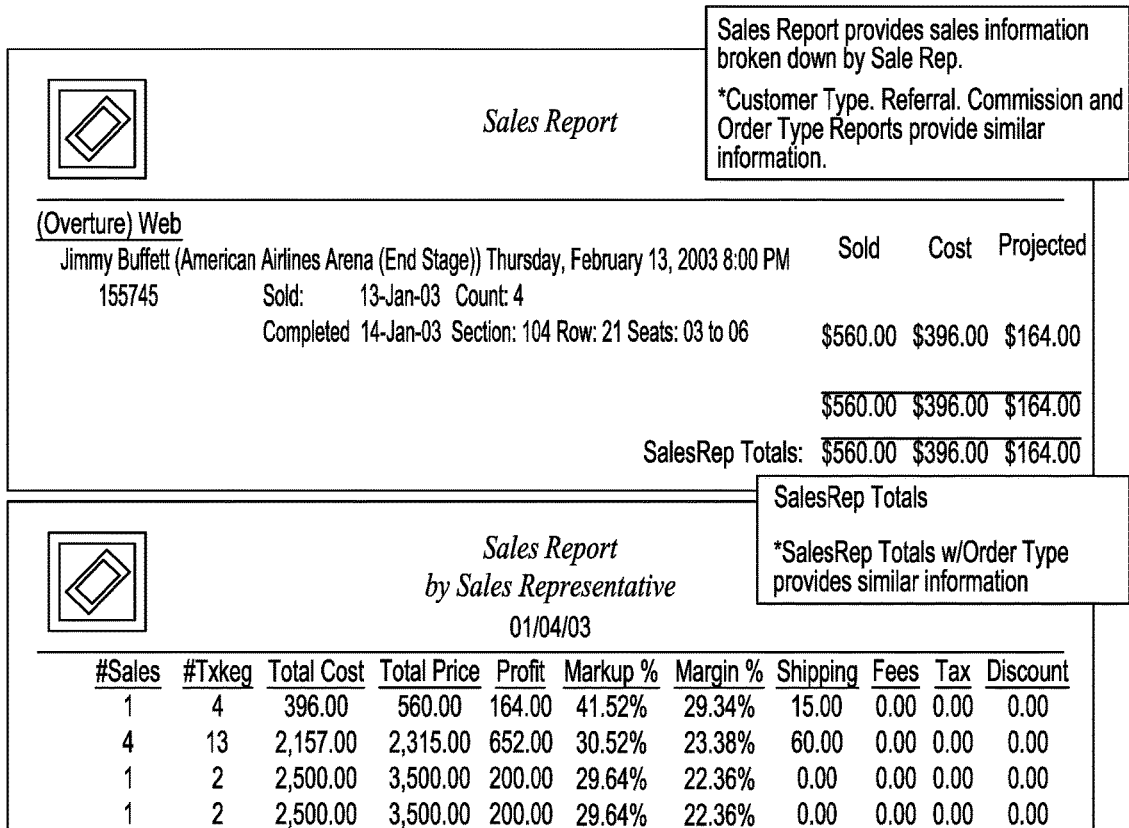 Sales Report provides sales information
broken down by Sale Rep.
*Customer Type. Referral. Commission and
Order Type Reports provide similar
information.
Sales Report
(Overture) Web
Jimmy Buffett (American Airlines Arena (End Stage)) Thursday, February 13, 2003 8:00 PM Sold Cost Projected
155745 Sold: 13-Jan-03 Count: 4
Completed 14-Jan-03 Section: 104 Row: 21 Seats: 03 to 06 $560.00 $396.00 $164.00
$560.00 $396.00 $164.00
SalesRep Totals: $560.00 $396.00 $164.00
SalesRep Totals
*SalesRep Totals w/Order Type
provides similar information
Sales Report
by Sales Representative
01/04/03
#Sales #Txkeg Total Cost Total Price Profit Markup % Margin % Shipping Fees Tax Discount
1 4 396.00 560.00 164.00 41.52% 29.34% 15.00 0.00 0.00 0.00
4 13 2,157.00 2,315.00 652.00 30.52% 23.38% 60.00 0.00 0.00 0.00
1 2 2,500.00 3,500.00 200.00 29.64% 22.36% 0.00 0.00 0.00 0.00
1 2 2,500.00 3,500.00 200.00 29.64% 22.36% 0.00 0.00 0.00 0.00